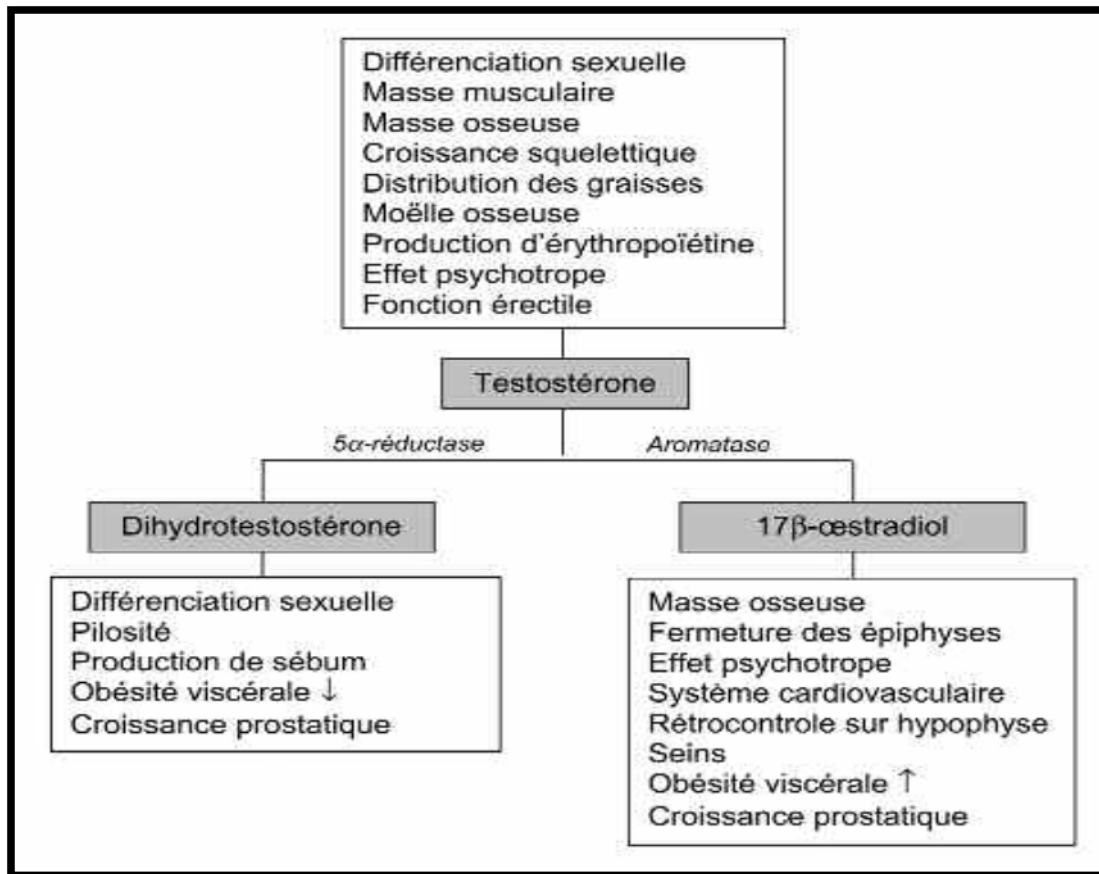 Différenciation sexuelle
Masse musculaire
Masse osseuse
Croissance squelettique
Distribution des graisses
Moëlle osseuse
Production d'érythropoïétine
Effet psychotrope
Fonction érectile
Testostérone
5α-réductase
Aromatase
Dihydrotestostérone
Différenciation sexuelle
Pilosité
Production de sébum
Obésité viscérale ↓
Croissance prostatique
17β-œstradiol
Masse osseuse
Fermeture des épiphyses
Effet psychotrope
Système cardiovasculaire
Rétrocontrole sur hypophyse
Seins
Obésité viscérale ↑
Croissance prostatique